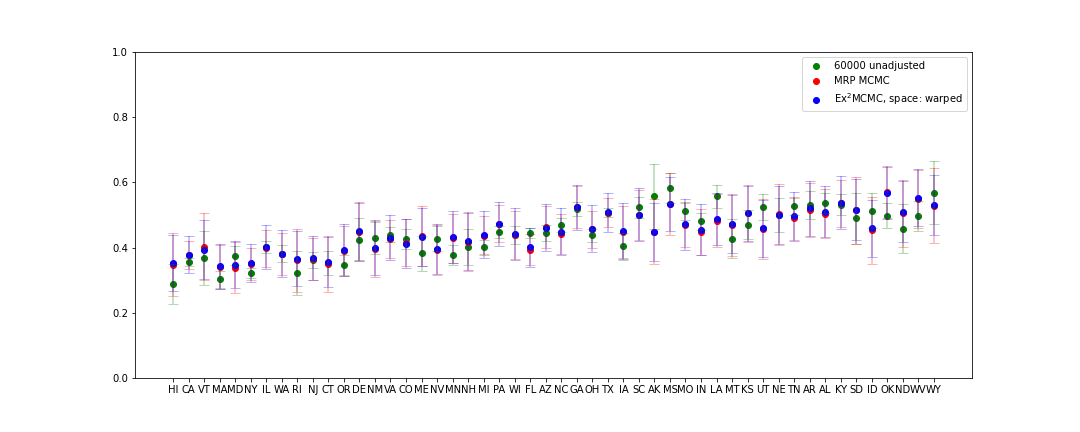 1.0
0.8
0.6
0.4
0.2
0.0
60000 unadjusted
MRP MCMC
Ex²MCMC, space: warped
HI CA VT MA MD NY IL WA RI NJ CT OR DE NM VA CO ME NV MN NH MI PA WI FL AZ NC GA OH TX IA SC AK MS MO IN LA MT KS UT NE TN AR AL KY SD ID OK ND WV WY